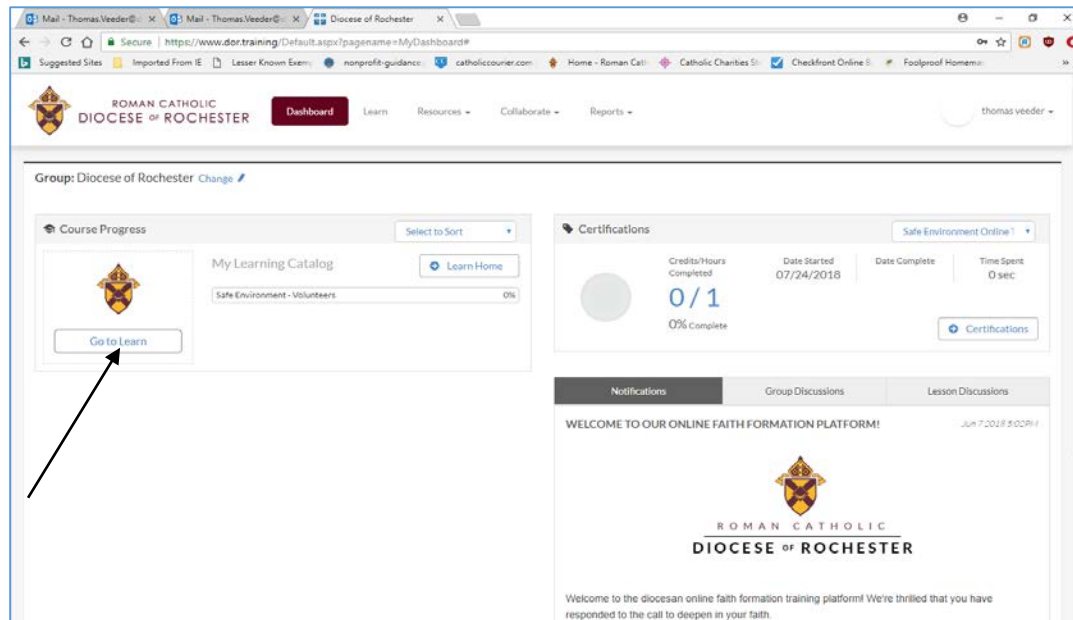 Mail - Thomas.Veeder@ Mail - Thomas.Veeder@ Diocese of Rochester
Secure https://www.dor.training/Default.aspx?pagename=MyDashboard#
Suggested Sites Imported From IE Lesser Known Exem nonprofit-guidance catholiccourier.com Home - Roman Cath Catholic Charities St Checkfront Online B Foolproof Homema »
ROMAN CATHOLIC
DIOCESE OF ROCHESTER
Dashboard Learn Resources Collaborate Reports thomas veeder
Group: Diocese of Rochester Change
Course Progress Select to Sort
My Learning Catalog Learn Home
Safe Environment - Volunteers 0%
Go to Learn
Certifications Safe Environment Online T
Credits/Hours Completed Date Started Date Complete Time Spent
0 / 1 07/24/2018 0 sec
0% Complete Certifications
Notifications Group Discussions Lesson Discussions
WELCOME TO OUR ONLINE FAITH FORMATION PLATFORM! Jun 7 2018 5:02PM
ROMAN CATHOLIC
DIOCESE OF ROCHESTER
Welcome to the diocesan online faith formation training platform! We're thrilled that you have
responded to the call to deepen in your faith.